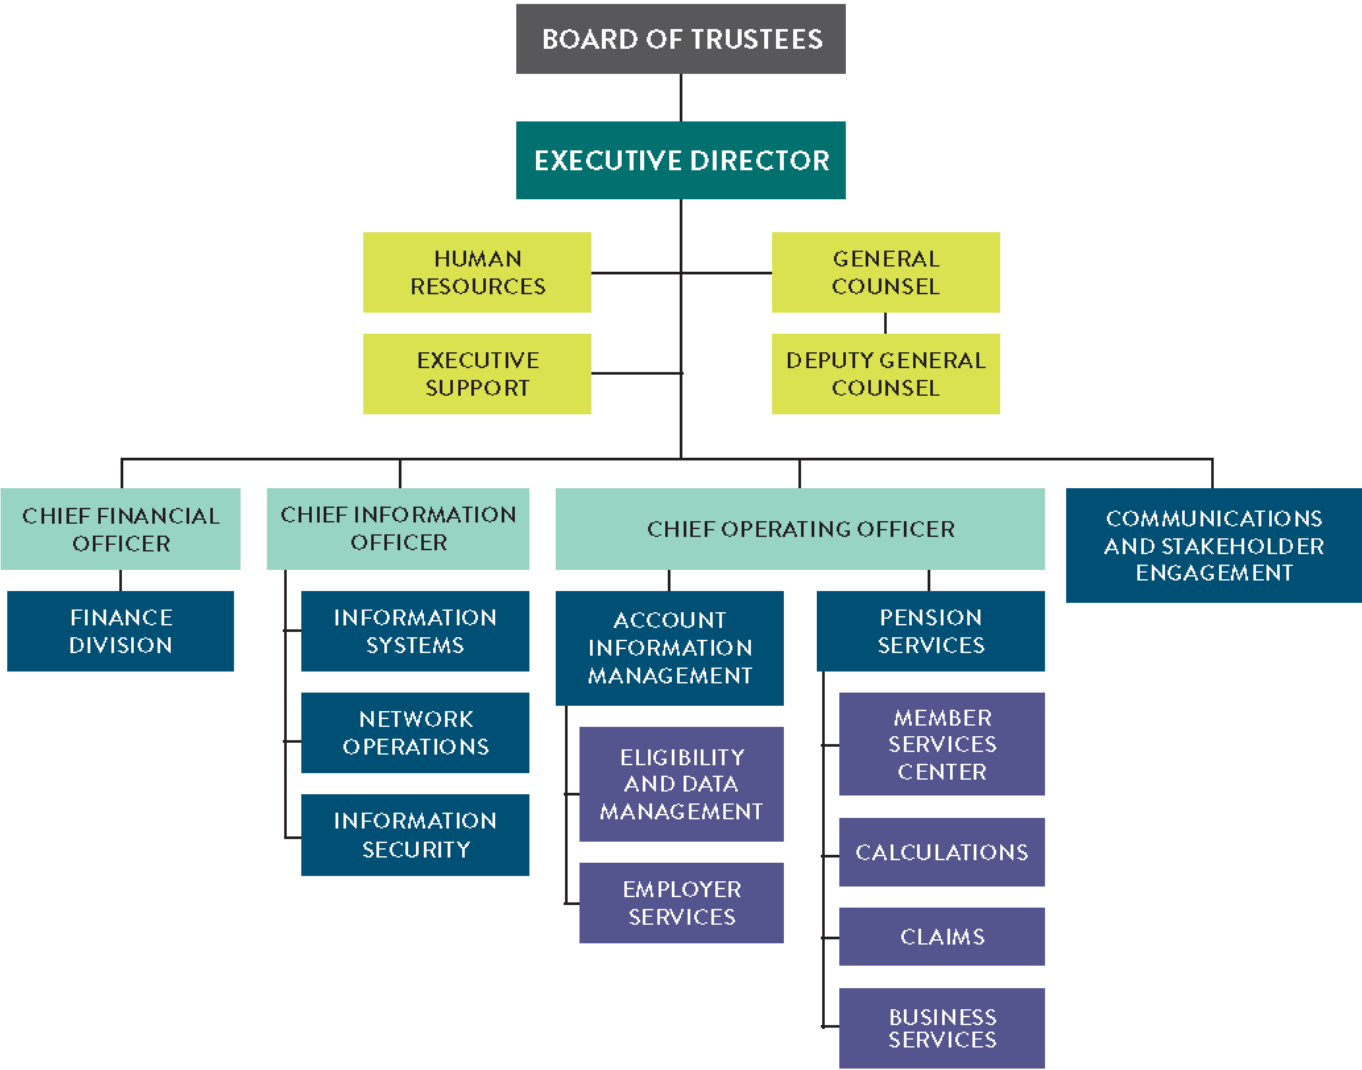 BOARD OF TRUSTEES
EXECUTIVE DIRECTOR
HUMAN
RESOURCES
GENERAL
COUNSEL
EXECUTIVE
SUPPORT
DEPUTY GENERAL
COUNSEL
CHIEF FINANCIAL
OFFICER
CHIEF INFORMATION
OFFICER
CHIEF OPERATING OFFICER
COMMUNICATIONS
AND STAKEHOLDER
ENGAGEMENT
FINANCE
DIVISION
INFORMATION
SYSTEMS
NETWORK
OPERATIONS
INFORMATION
SECURITY
ACCOUNT
INFORMATION
MANAGEMENT
ELIGIBILITY
AND DATA
MANAGEMENT
EMPLOYER
SERVICES
PENSION
SERVICES
MEMBER
SERVICES
CENTER
CALCULATIONS
CLAIMS
BUSINESS
SERVICES